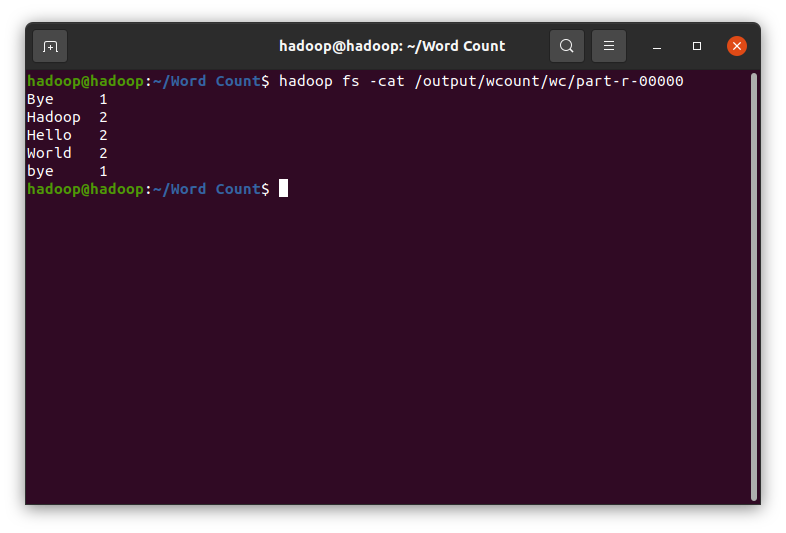 hadoop@hadoop: ~/Word Count
hadoop@hadoop:~/Word Count$ hadoop fs -cat /output/wcount/wc/part-r-00000
Bye     1
Hadoop  2
Hello   2
World   2
bye     1
hadoop@hadoop:~/Word Count$